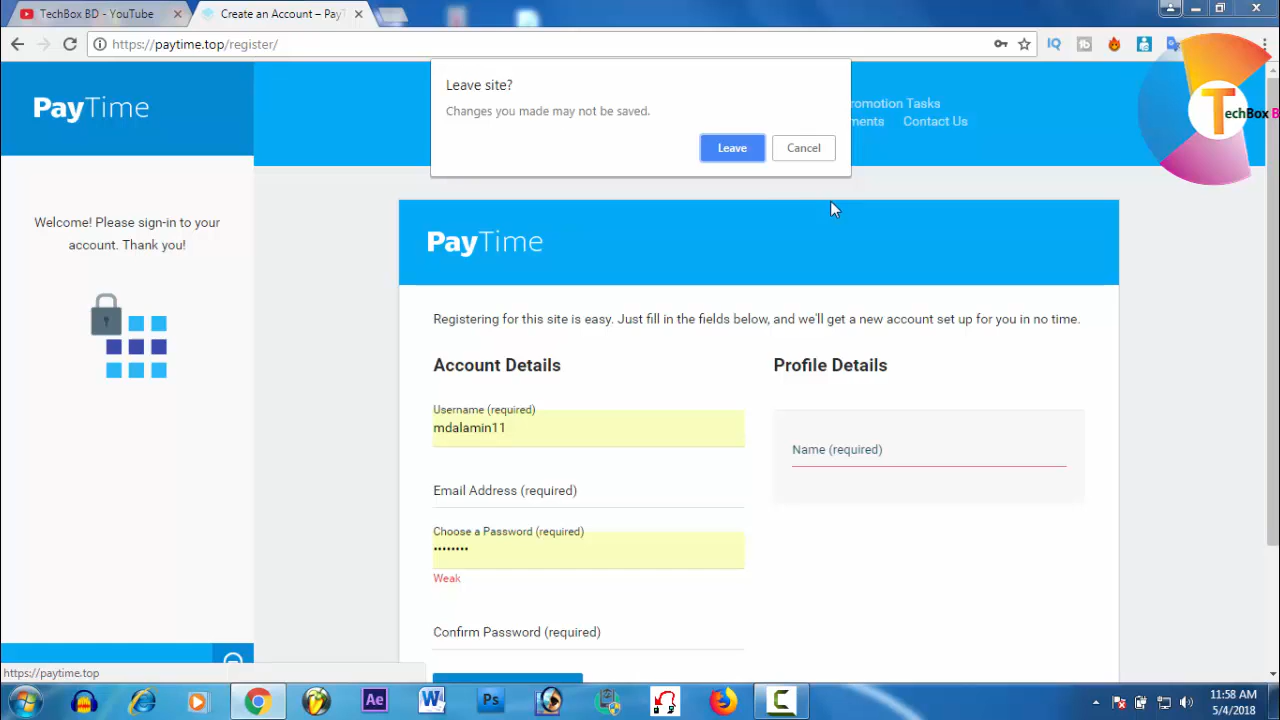 TechBox BD - YouTube
Create an Account – PayT
https://paytime.top/register/
PayTime
Leave site?
Changes you made may not be saved.
Leave
Cancel
romotion Tasks
ments
Contact Us
TechBox B
Welcome! Please sign-in to your
account. Thank you!
PayTime
Registering for this site is easy. Just fill in the fields below, and we'll get a new account set up for you in no time.
Account Details
Profile Details
Username (required)
mdalamin11
Name (required)
Email Address (required)
Choose a Password (required)
••••••••
Weak
Confirm Password (required)
https://paytime.top
11:58 AM
5/4/2018